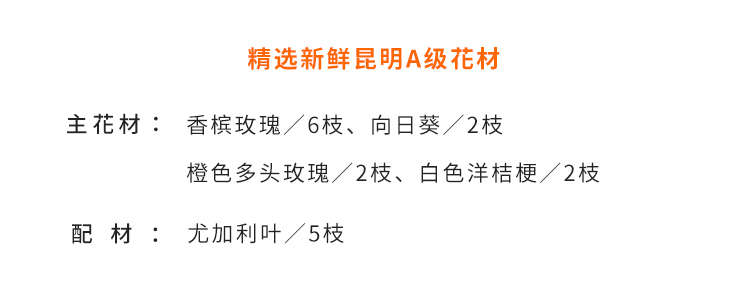 精选新鲜昆明A级花材
主花材：香槟玫瑰／6枝、向日葵／2枝
橙色多头玫瑰／2枝、白色洋桔梗／2枝
配材：尤加利叶／5枝